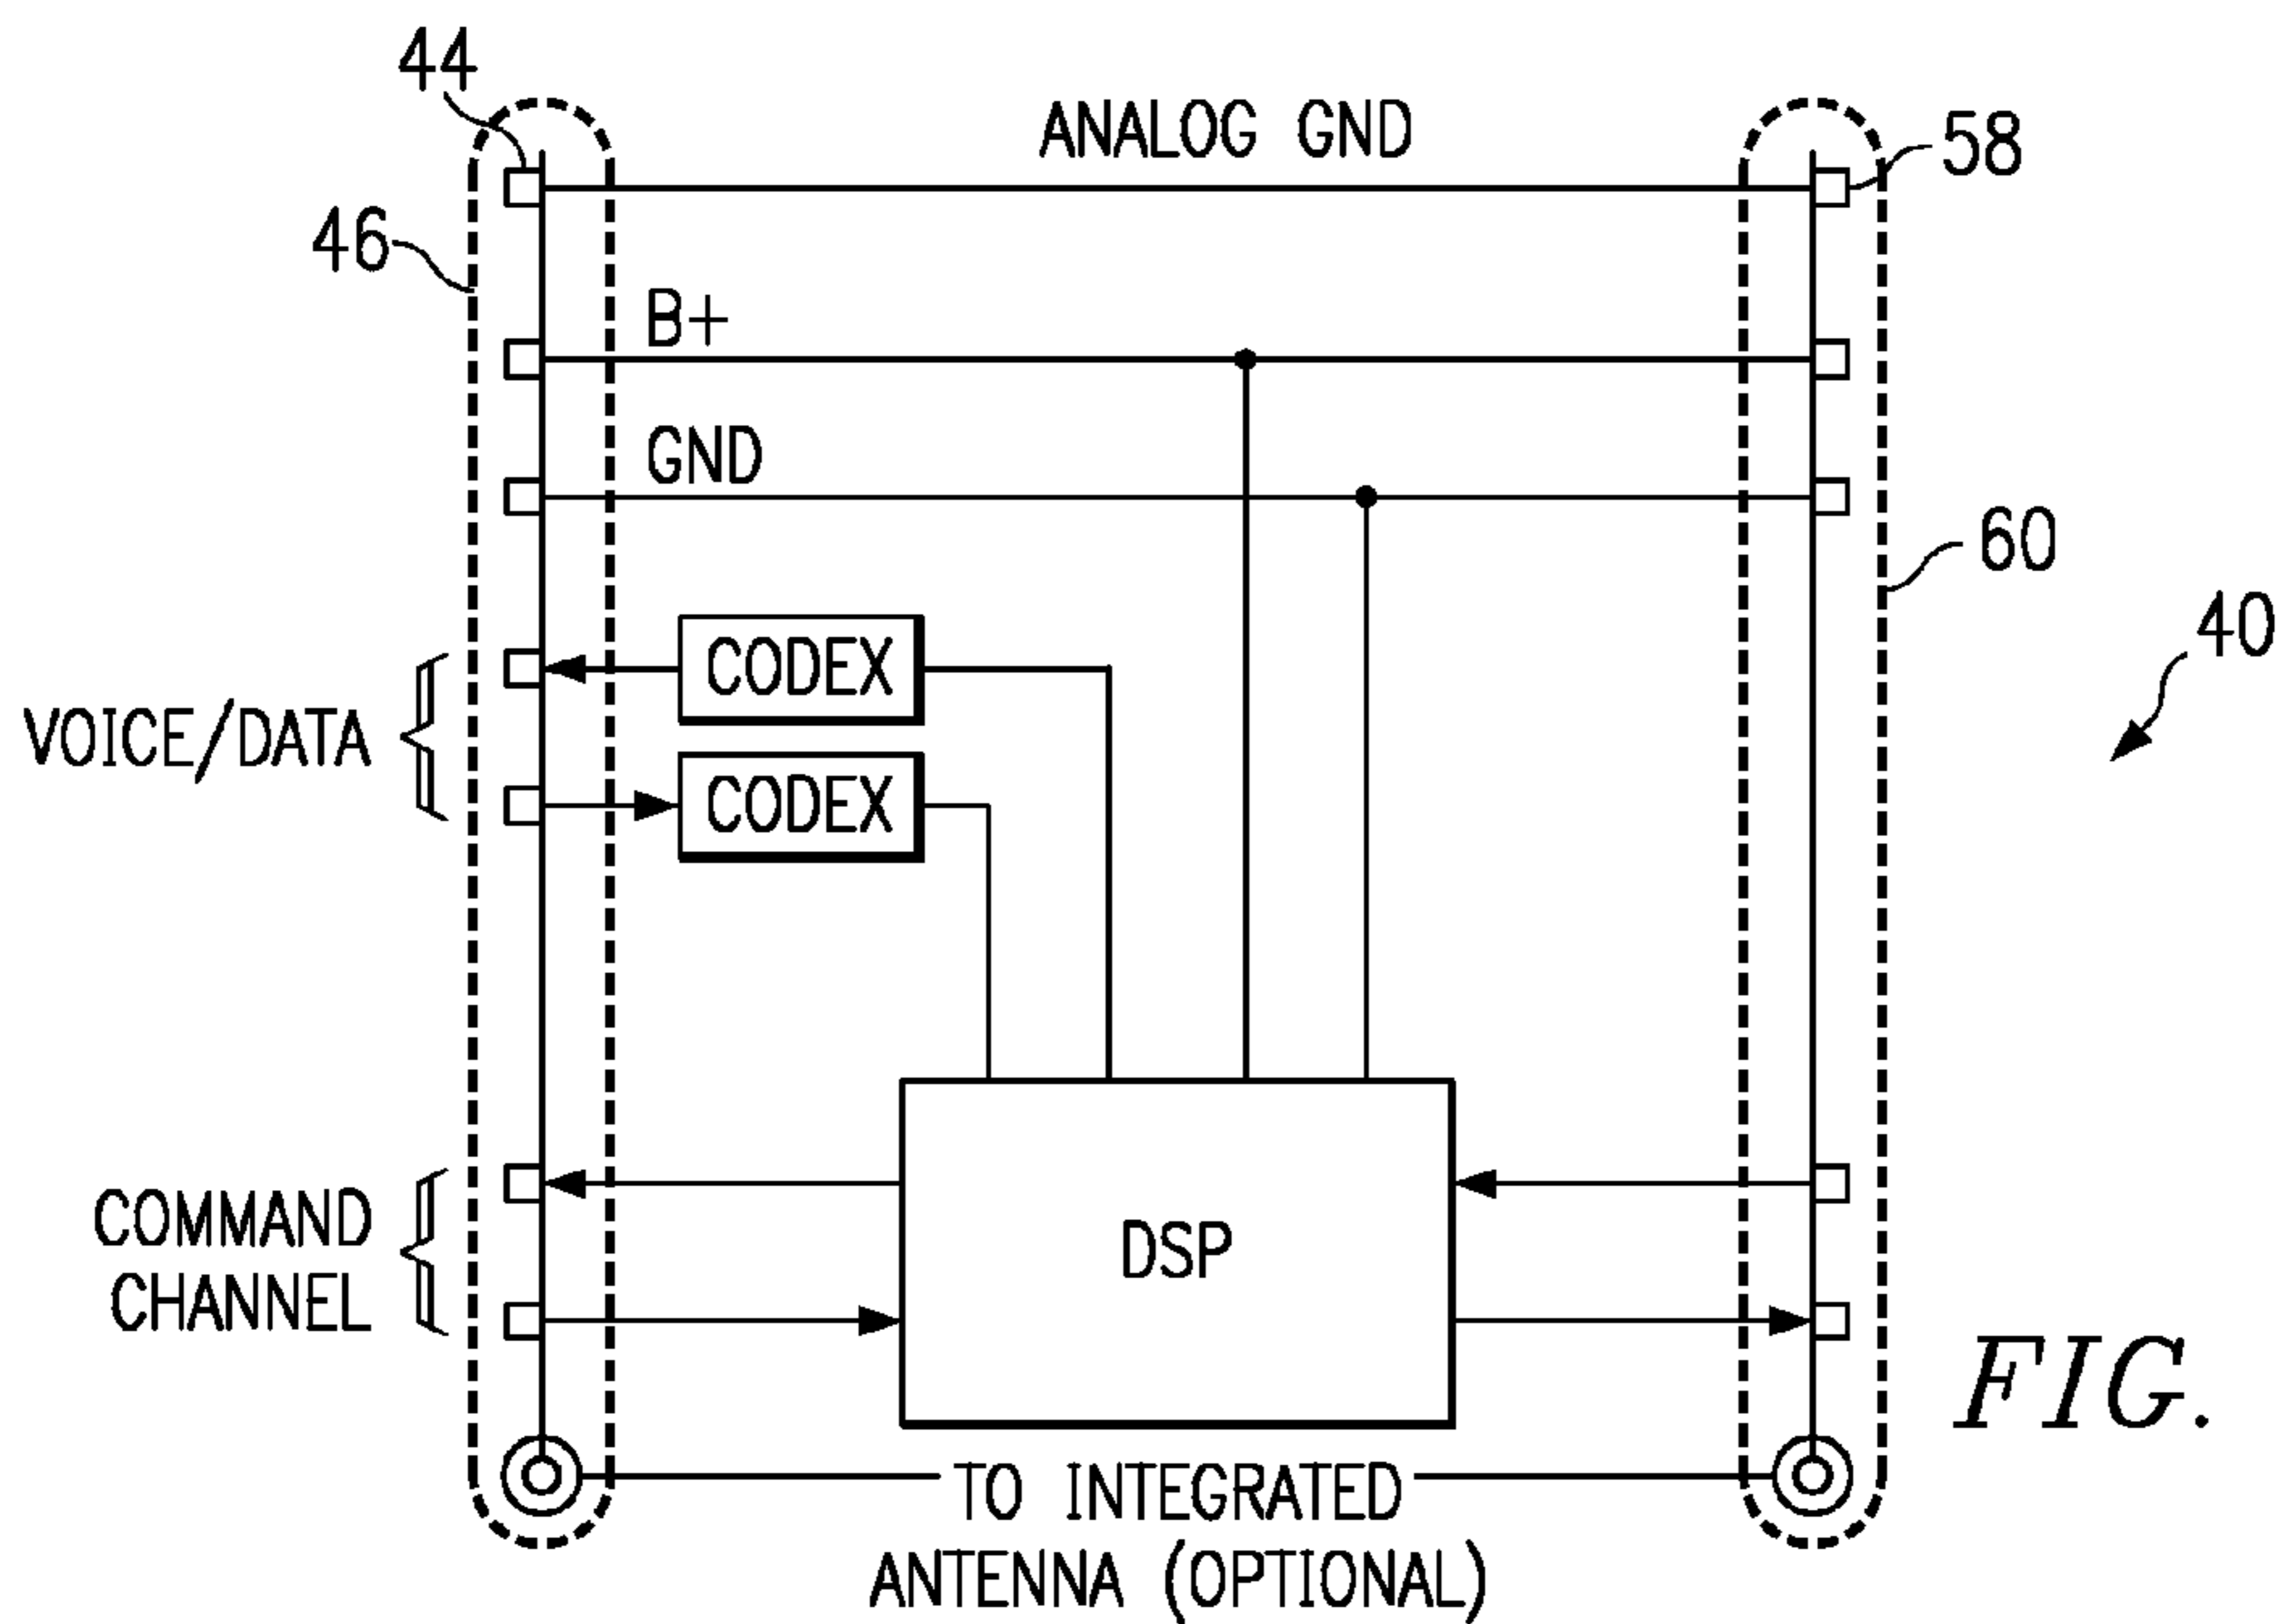 44
ANALOG GND
58
46
B+
GND
60
40
CODEX
VOICE/DATA
CODEX
COMMAND
CHANNEL
DSP
FIG.
TO INTEGRATED
ANTENNA (OPTIONAL)